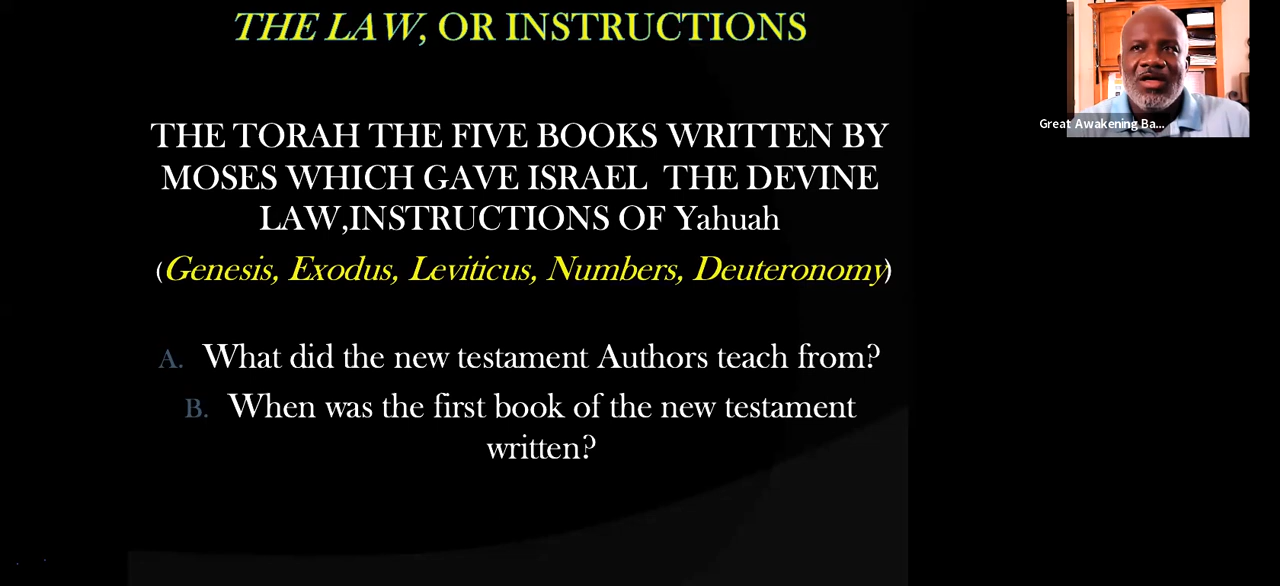 THE LAW, OR INSTRUCTIONS
Great Awakening Ba...
THE TORAH THE FIVE BOOKS WRITTEN BY
MOSES WHICH GAVE ISRAEL THE DEVINE
LAW,INSTRUCTIONS OF Yahuah
(Genesis, Exodus, Leviticus, Numbers, Deuteronomy)
A. What did the new testament Authors teach from?
B. When was the first book of the new testament
written?